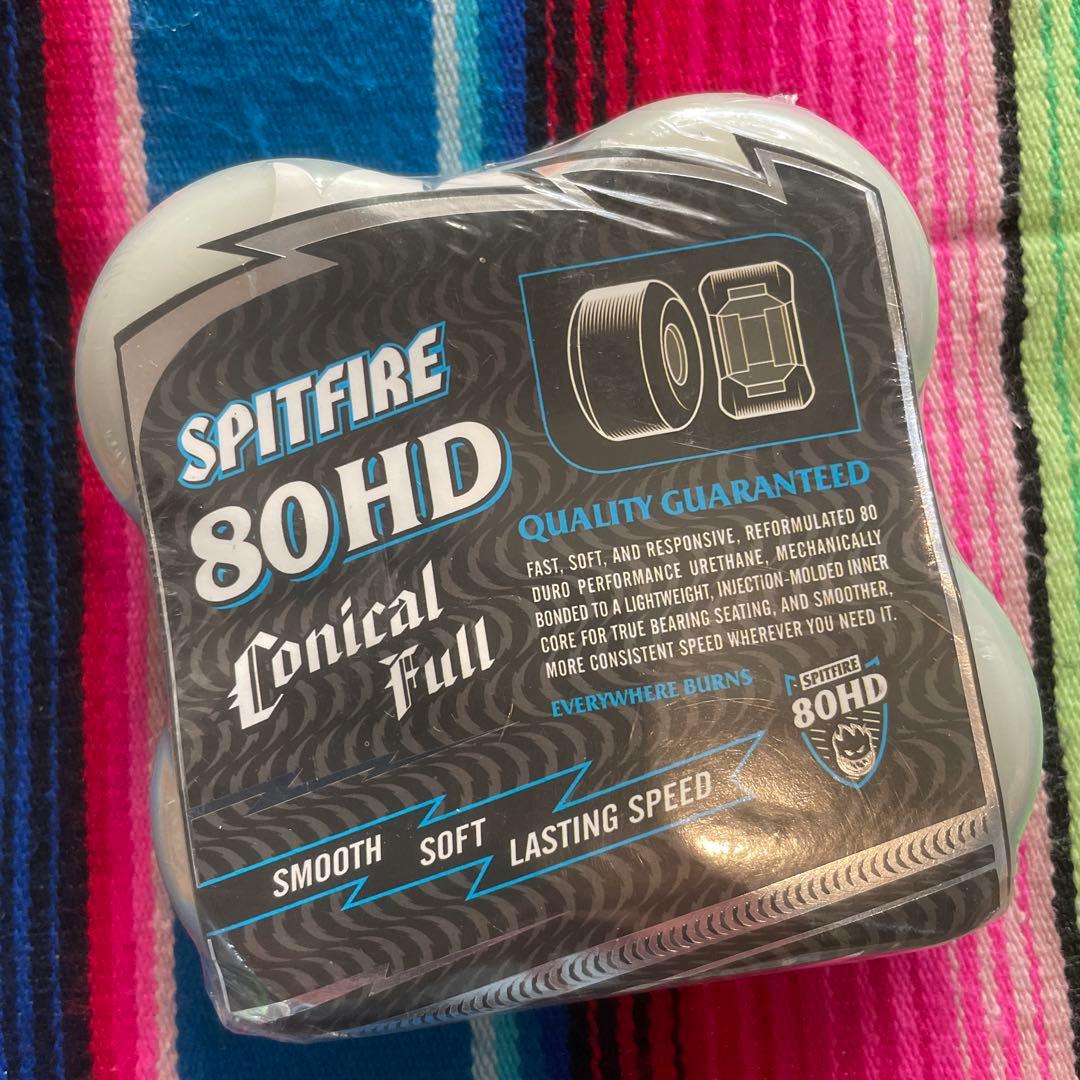 SPITFIRE
80HD
Conical
Full
QUALITY GUARANTEED
FAST, SOFT, AND RESPONSIVE, REFORMULATED 80
DURO PERFORMANCE URETHANE, MECHANICALLY
BONDED TO A LIGHTWEIGHT, INJECTION-MOLDED INNER
CORE FOR TRUE BEARING SEATING, AND SMOOTHER,
MORE CONSISTENT SPEED WHEREVER YOU NEED IT.
EVERYWHERE BURNS
SPITFIRE
80HD
SMOOTH SOFT LASTING SPEED